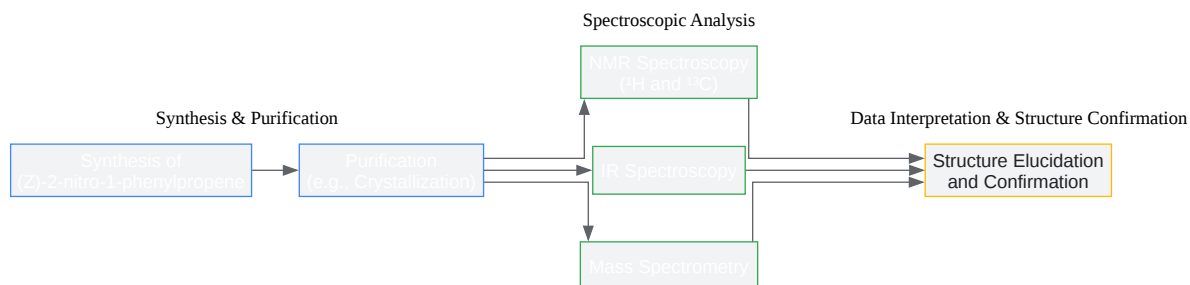 Spectroscopic Analysis
NMR Spectroscopy
(¹H and ¹³C)
Synthesis & Purification
Data Interpretation & Structure Confirmation
Synthesis of
(Z)-2-nitro-1-phenylpropene
Purification
(e.g., Crystallization)
IR Spectroscopy
Structure Elucidation
and Confirmation
Mass Spectrometry